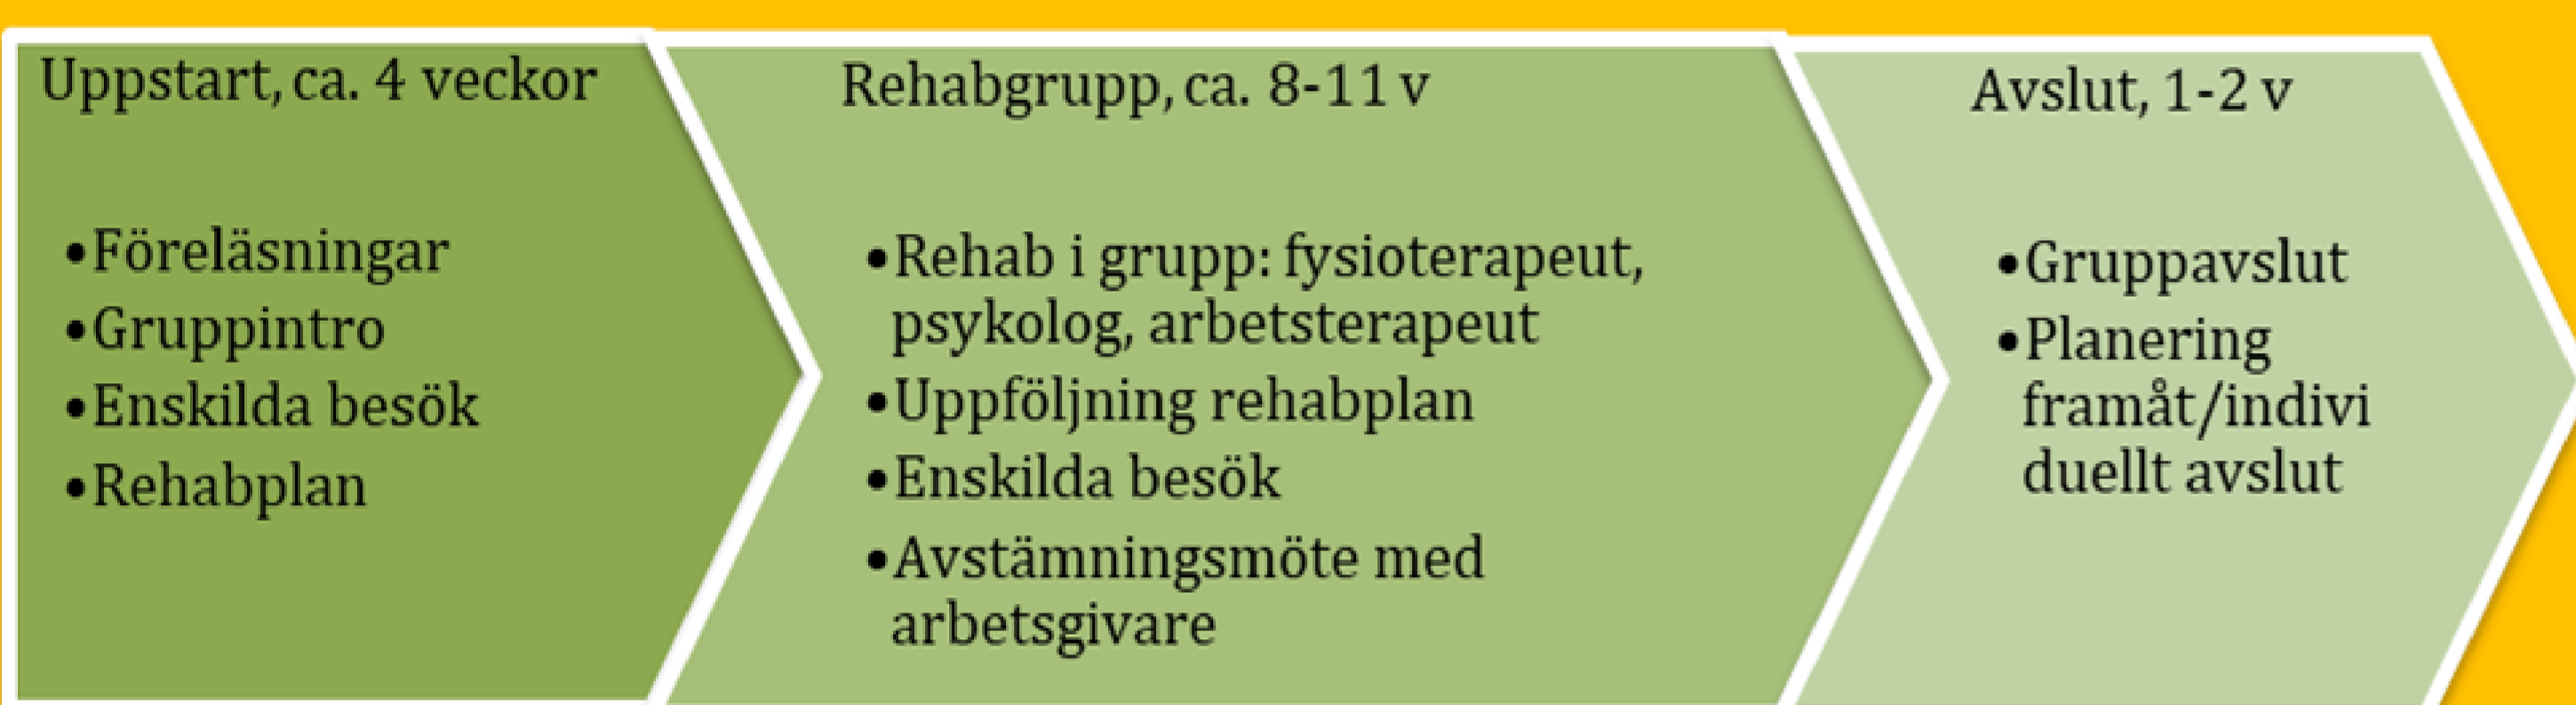 Uppstart, ca. 4 veckor
•Föreläsningar
•Gruppintro
•Enskilda besök
•Rehabplan
Rehabgrupp, ca. 8-11 v
•Rehab i grupp: fysioterapeut,
psykolog, arbetsterapeut
•Uppföljning rehabplan
•Enskilda besök
•Avstämningsmöte med
arbetsgivare
Avslut, 1-2 v
•Gruppavslut
•Planering
framåt/indivi
duellt avslut